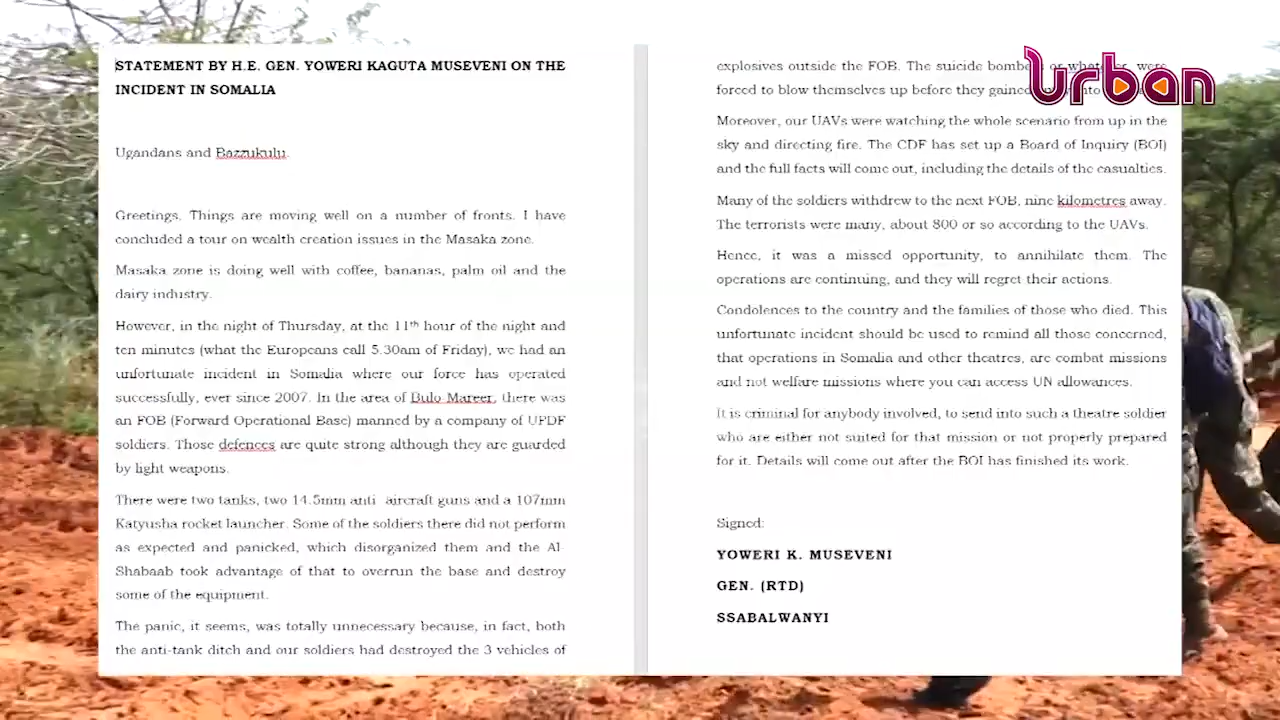 STATEMENT BY H.E. GEN. YOWERI KAGUTA MUSEVENI ON THE
INCIDENT IN SOMALIA
Ugandans and Bazzukulu.
Greetings. Things are moving well on a number of fronts. I have
concluded a tour on wealth creation issues in the Masaka zone.
Masaka zone is doing well with coffee, bananas, palm oil and the
dairy industry.
However, in the night of Thursday, at the 11th hour of the night and
ten minutes (what the Europeans call 5.30am of Friday), we had an
unfortunate incident in Somalia where our force has operated
successfully, ever since 2007. In the area of Bulo Mareer, there was
an FOB (Forward Operational Base) manned by a company of UPDF
soldiers. Those defences are quite strong although they are guarded
by light weapons.
There were two tanks, two 14.5mm anti aircraft guns and a 107mm
Katyusha rocket launcher. Some of the soldiers there did not perform
as expected and panicked, which disorganized them and the Al-
Shabaab took advantage of that to overrun the base and destroy
some of the equipment.
The panic, it seems, was totally unnecessary because, in fact, both
the anti-tank ditch and our soldiers had destroyed the 3 vehicles of
explosives outside the FOB. The suicide bombers or whatever, were
forced to blow themselves up before they gained
Moreover, our UAVs were watching the whole scenario from up in the
sky and directing fire. The CDF has set up a Board of Inquiry (BOI)
and the full facts will come out, including the details of the casualties.
Many of the soldiers withdrew to the next FOB, nine kilometres away.
The terrorists were many, about 800 or so according to the UAVs.
Hence, it was a missed opportunity, to annihilate them. The
operations are continuing, and they will regret their actions.
Condolences to the country and the families of those who died. This
unfortunate incident should be used to remind all those concerned,
that operations in Somalia and other theatres, are combat missions
and not welfare missions where you can access UN allowances.
It is criminal for anybody involved, to send into such a theatre soldier
who are either not suited for that mission or not properly prepared
for it. Details will come out after the BOI has finished its work.
Signed:
YOWERI K. MUSEVENI
GEN. (RTD)
SSABALWANYI
Urban